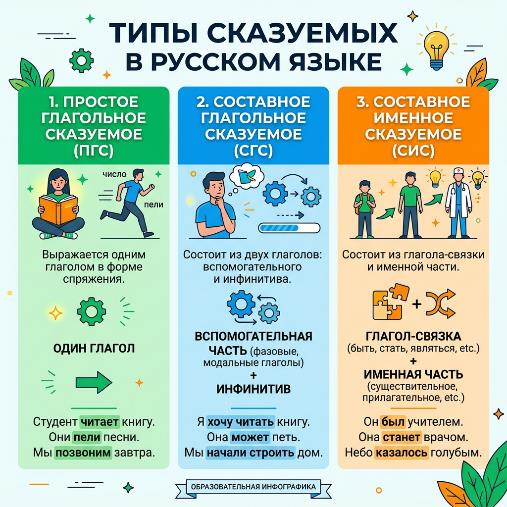 ТИПЫ СКАЗУЕМЫХ
В РУССКОМ ЯЗЫКЕ
1. ПРОСТОЕ
ГЛАГОЛЬНОЕ
СКАЗУЕМОЕ
(ПГС)
число
пели
Выражается одним
глаголом в форме
спряжения.
ОДИН ГЛАГОЛ
Студент читает книгу.
Они пели песни.
Мы позвоним завтра.
2. СОСТАВНОЕ
ГЛАГОЛЬНОЕ
СКАЗУЕМОЕ
(СГС)
Состоит из двух глаголов:
вспомогательного
и инфинитива.
ВСПОМОГАТЕЛЬНАЯ
ЧАСТЬ (фазовые,
модальные глаголы)
+
ИНФИНИТИВ
Я хочу читать книгу.
Она может петь.
Мы начали строить дом.
3. СОСТАВНОЕ
ИМЕННОЕ
СКАЗУЕМОЕ
(СИС)
Состоит из глагола-связки
и именной части.
+
ГЛАГОЛ-СВЯЗКА
(быть, стать, являться, etc.)
+
ИМЕННАЯ ЧАСТЬ
(существительное,
прилагательное, etc.)
Он был учителем.
Она станет врачом.
Небо казалось голубым.
ОБРАЗОВАТЕЛЬНАЯ ИНФОГРАФИКА